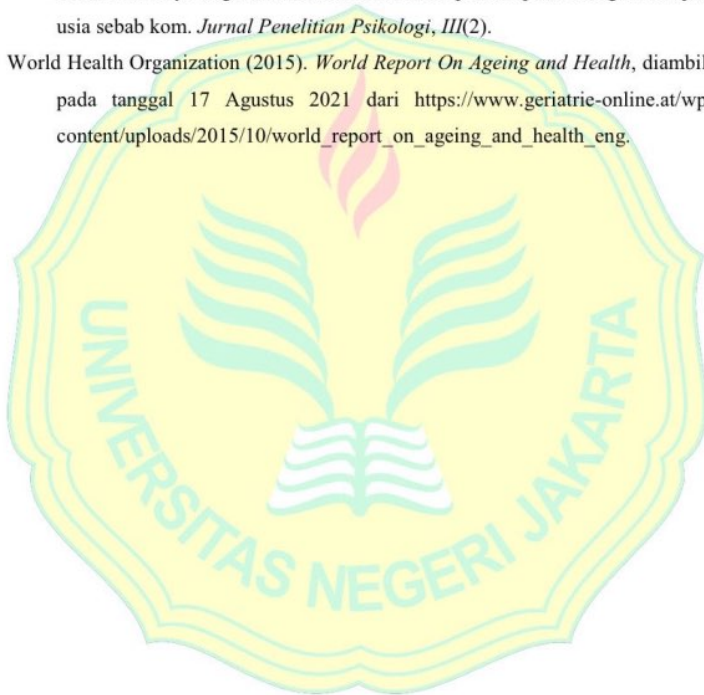 usia sebab kom. Jurnal Penelitian Psikologi, III(2).
World Health Organization (2015). World Report On Ageing and Health, diambil
pada tanggal 17 Agustus 2021 dari https://www.geriatrie-online.at/wp
content/uploads/2015/10/world_report_on_ageing_and_health_eng.
UNIVERSITAS NEGERI JAKARTA